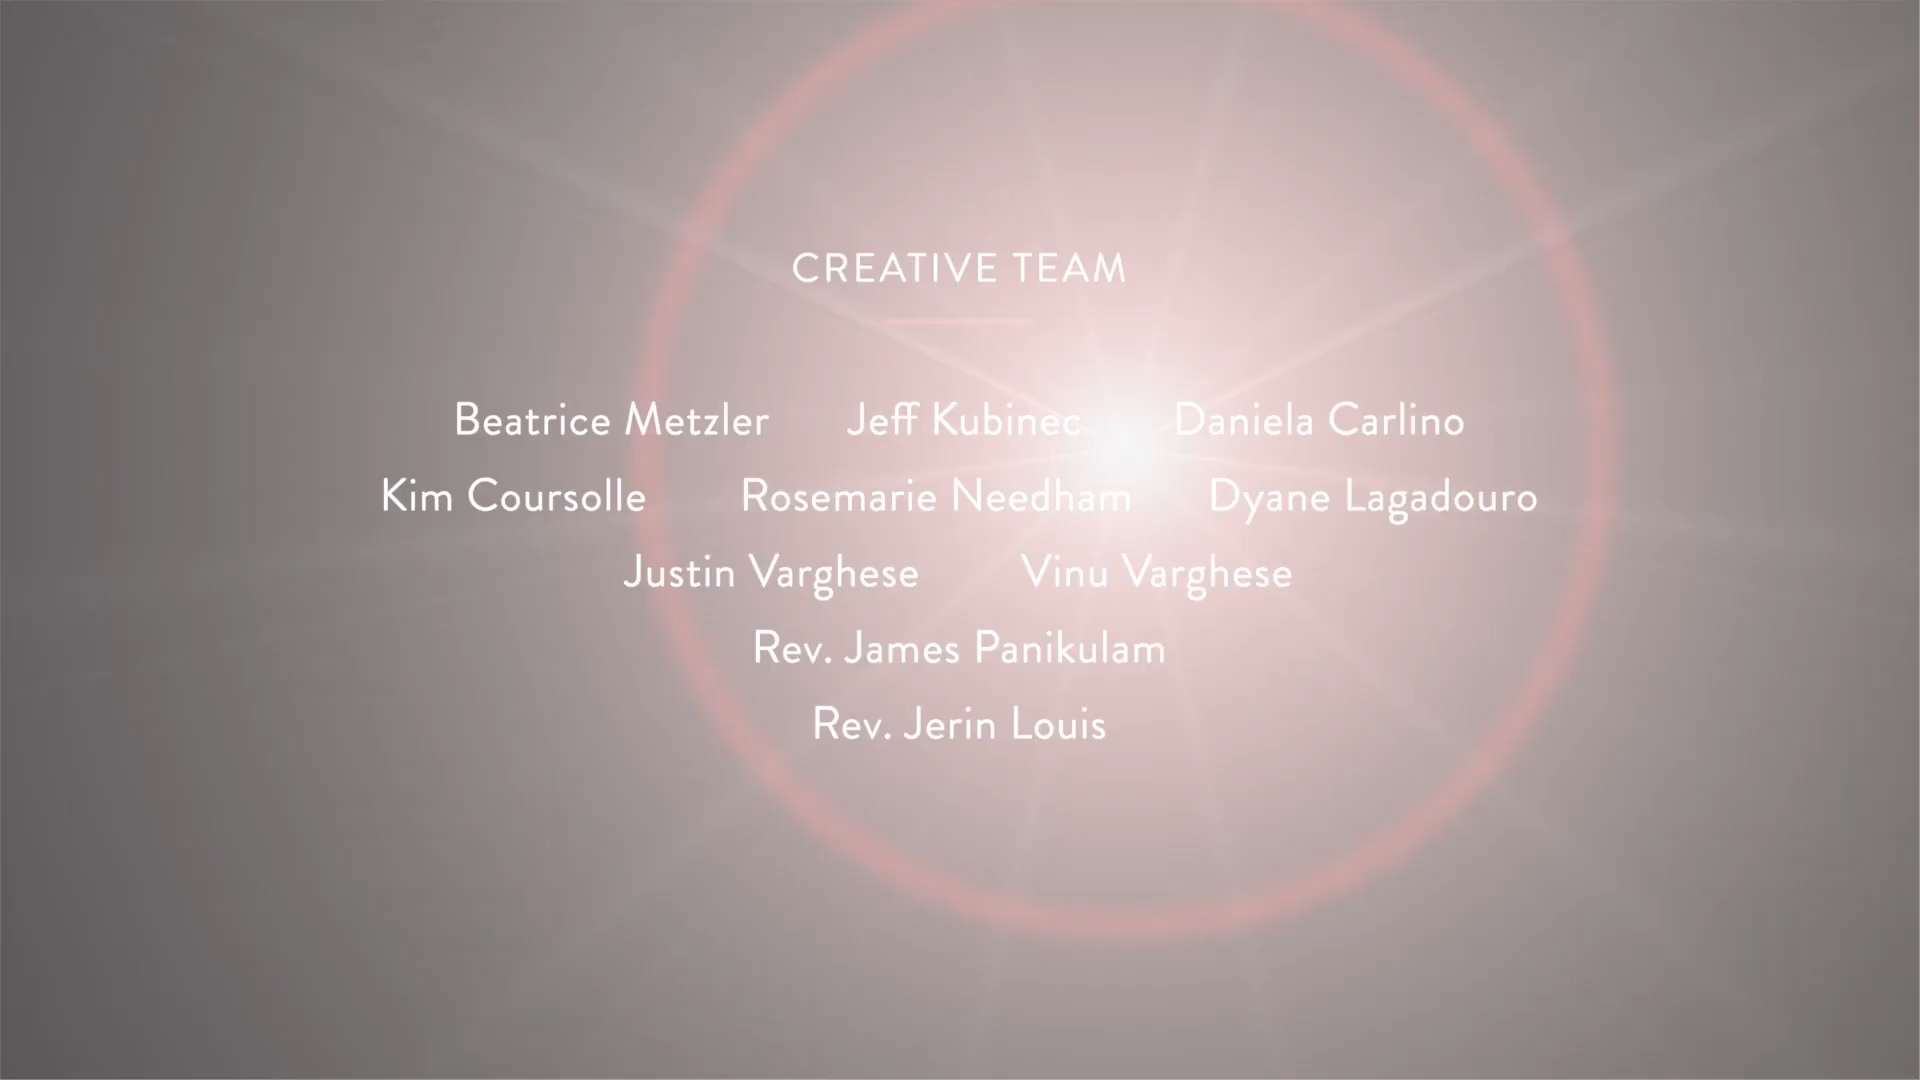 CREATIVE TEAM
Beatrice Metzler Jeff Kubinec Daniela Carlino
Kim Coursolle Rosemarie Needham Dyane Lagadouro
Justin Varghese Vinu Varghese
Rev. James Panikulam
Rev. Jerin Louis